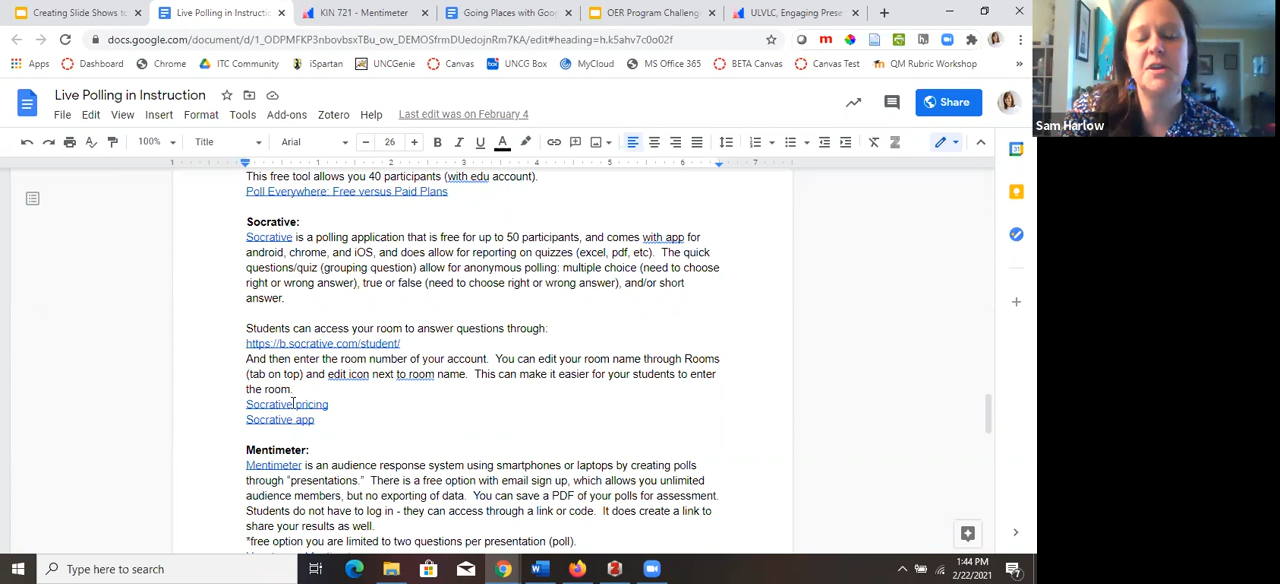 Creating Slide Shows to
Live Polling in Instructi
KIN 721 - Mentimeter
Going Places with Goo
OER Program Challeng
ULVLC, Engaging Prese
docs.google.com/document/d/1_ODPMFKP3nbovbsxTBu_ow_DEMOSfrmDUedojnRm7KA/edit#heading=h.k5ahv7c0o02f
Apps
Dashboard
Chrome
ITC Community
iSpartan
UNCGenie
Canvas
UNCG Box
MyCloud
MS Office 365
BETA Canvas
Canvas Test
QM Rubric Workshop
Live Polling in Instruction
File Edit View Insert Format Tools Add-ons Zotero Help Last edit was on February 4
Share
100% Title Arial 26
1 1 2 3 4 5 6 7
This free tool allows you 40 participants (with edu account).
Poll Everywhere: Free versus Paid Plans
Socrative:
Socrative is a polling application that is free for up to 50 participants, and comes with app for
android, chrome, and iOS, and does allow for reporting on quizzes (excel, pdf, etc). The quick
questions/quiz (grouping question) allow for anonymous polling: multiple choice (need to choose
right or wrong answer), true or false (need to choose right or wrong answer), and/or short
answer.
Students can access your room to answer questions through:
https://b.socrative.com/student/
And then enter the room number of your account. You can edit your room name through Rooms
(tab on top) and edit icon next to room name. This can make it easier for your students to enter
the room.
Socrative pricing
Socrative app
Mentimeter:
Mentimeter is an audience response system using smartphones or laptops by creating polls
through "presentations." There is a free option with email sign up, which allows you unlimited
audience members, but no exporting of data. You can save a PDF of your polls for assessment.
Students do not have to log in - they can access through a link or code. It does create a link to
share your results as well.
*free option you are limited to two questions per presentation (poll).
Sam Harlow
Type here to search
1:44 PM
2/22/2021